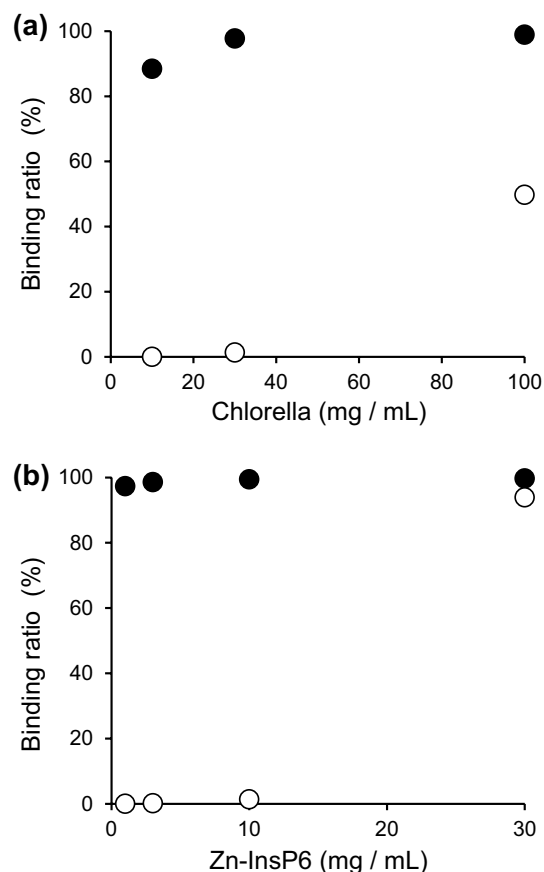 (a)
100
80
60
40
20
0
Binding ratio (%)
0 20 40 60 80 100
Chlorella (mg / mL)
(b)
100
80
60
40
20
0
Binding ratio (%)
0 10 20 30
Zn-InsP6 (mg / mL)